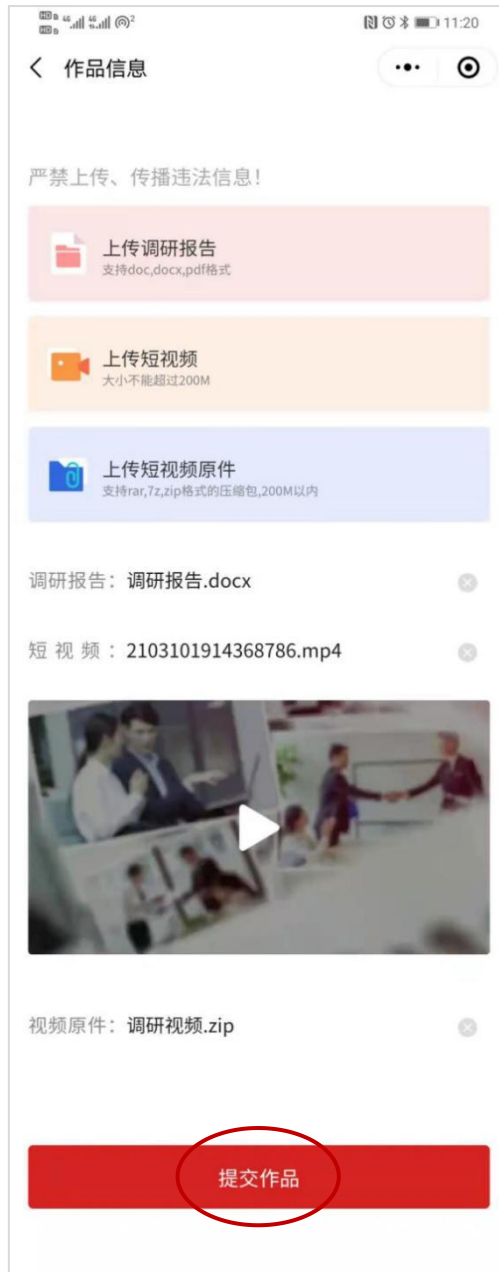 11:20
作品信息
严禁上传、传播违法信息!
上传调研报告
支持doc,docx,pdf格式
上传短视频
大小不能超过200M
上传短视频原件
支持rar,7z,zip格式的压缩包,200M以内
调研报告: 调研报告.docx
短 视 频 : 2103101914368786.mp4
视频原件: 调研视频.zip
提交作品